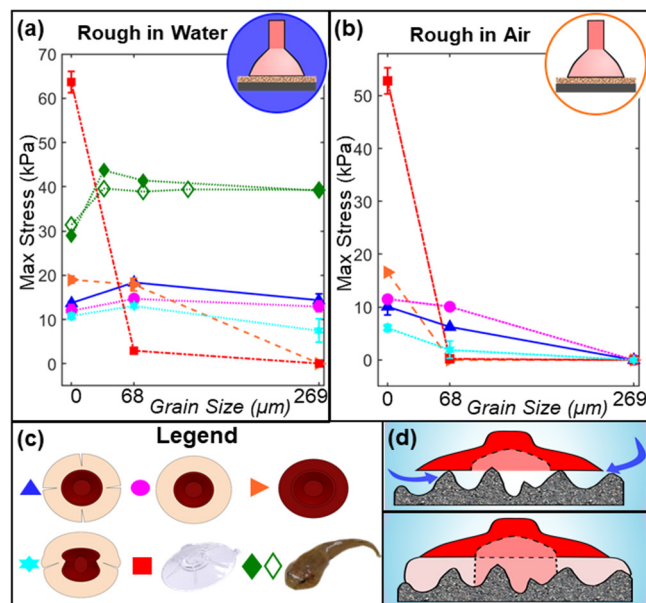 (a)
Rough in Water
70
60
50
40
30
20
10
0
Max Stress (kPa)
0
68
Grain Size (μm)
269
(b)
Rough in Air
50
40
30
20
10
0
Max Stress (kPa)
0
68
Grain Size (μm)
269
(c)
Legend
(d)